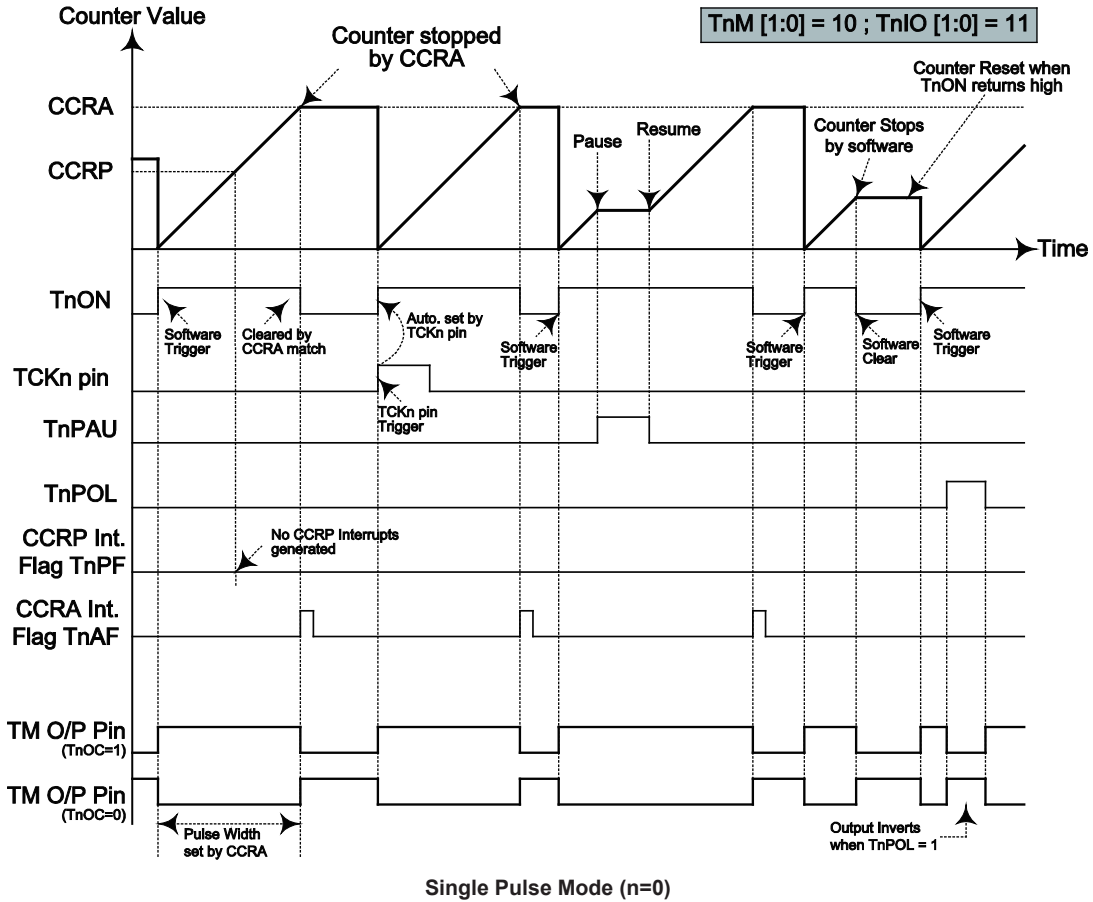 Counter Value
TnM [1:0] = 10 ; TnIO [1:0] = 11
Counter stopped
by CCRA
Counter Reset when
TnON returns high
CCRA
Pause
Resume
Counter Stops
by software
CCRP
Time
TnON
Software
Trigger
Cleared by
CCRA match
Auto. set by
TCKn pin
Software
Trigger
Software
Trigger
Software
Clear
Software
Trigger
TCKn pin
TCKn pin
Trigger
TnPAU
TnPOL
CCRP Int.
Flag TnPF
No CCRP Interrupts
generated
CCRA Int.
Flag TnAF
TM O/P Pin
(TnOC=1)
TM O/P Pin
(TnOC=0)
Pulse Width
set by CCRA
Output Inverts
when TnPOL = 1
Single Pulse Mode (n=0)